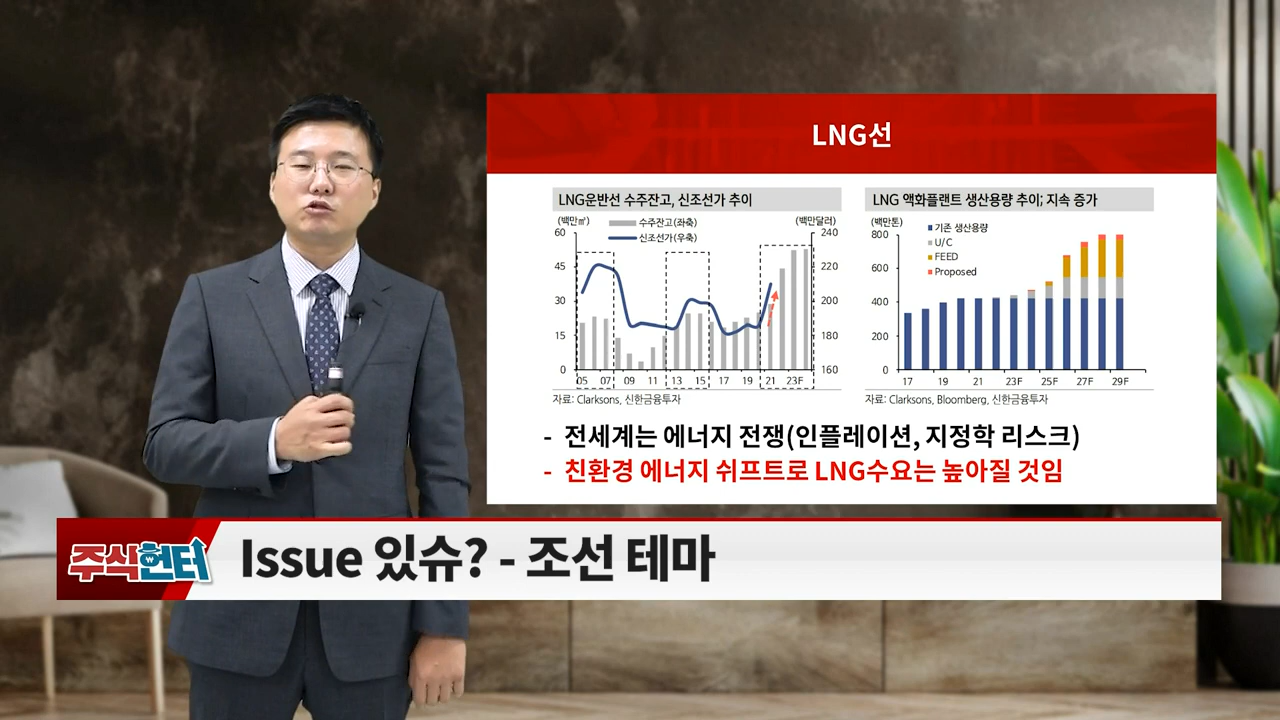 LNG선
LNG운반선 수주잔고, 신조선가 추이
(백만㎥)
(백만달러)
수주잔고(좌축)
신조선가(우축)
60
45
30
15
0
240
220
200
180
160
05 07 09 11 13 15 17 19 21 23F
자료: Clarksons, 신한금융투자
LNG 액화플랜트 생산용량 추이; 지속 증가
(백만톤)
기존 생산용량
U/C
FEED
Proposed
800
600
400
200
0
17 19 21 23F 25F 27F 29F
자료: Clarksons, Bloomberg, 신한금융투자
- 전세계는 에너지 전쟁(인플레이션, 지정학 리스크)
- 친환경 에너지 쉬프트로 LNG수요는 높아질 것임
주식헌터
Issue 있슈? - 조선 테마